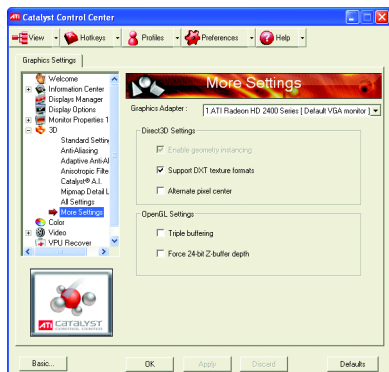 ATI Catalyst Control Center
View Hotkeys Profiles Preferences Help
Graphics Settings
Welcome
Information Center
Displays Manager
Display Options
Monitor Properties 1
3D
Standard Settin
Anti-Aliasing
Adaptive Anti-Al
Anisotropic Filte
Catalyst® A.I.
Mipmap Detail L
All Settings
More Settings
Color
Video
VPU Recover
More Settings
Graphics Adapter :
1 ATI Radeon HD 2400 Series [ Default VGA monitor ]
Direct3D Settings
Enable geometry instancing
Support DXT texture formats
Alternate pixel center
OpenGL Settings
Triple buffering
Force 24-bit Z-buffer depth
ATI CATALYST
CONTROL CENTER
Basic... OK Apply Discard Defaults